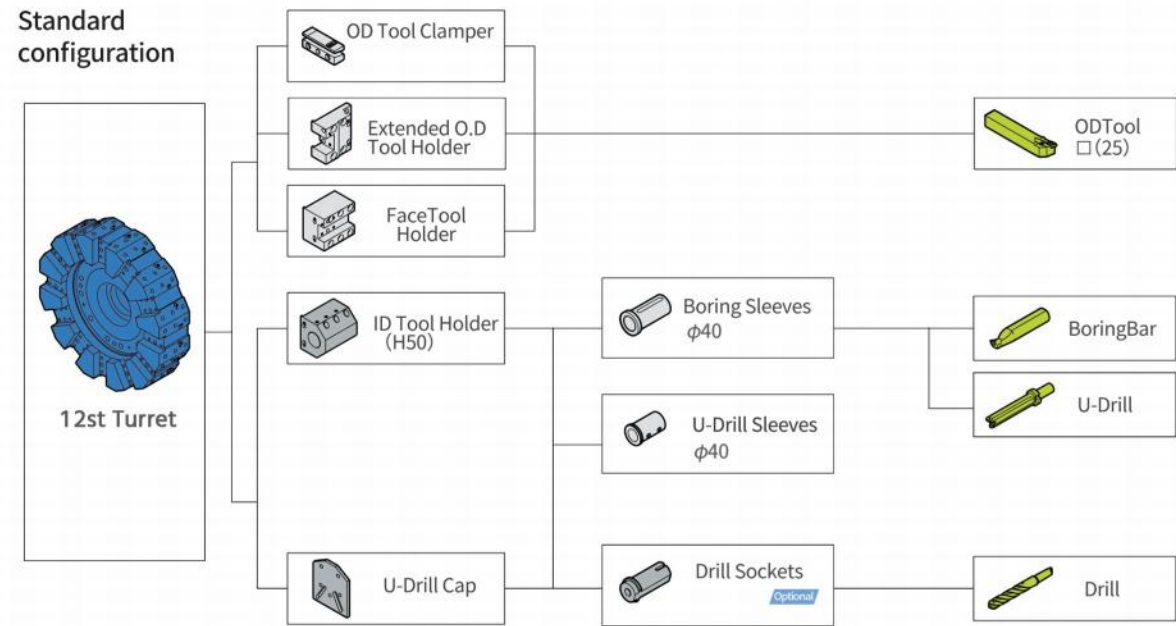 Standard
configuration
12st Turret
OD Tool Clamper
Extended O.D
Tool Holder
FaceTool
Holder
ID Tool Holder
(H50)
U-Drill Cap
Boring Sleeves
φ40
U-Drill Sleeves
φ40
Drill Sockets
Optional
ODTool
□(25)
BoringBar
U-Drill
Drill